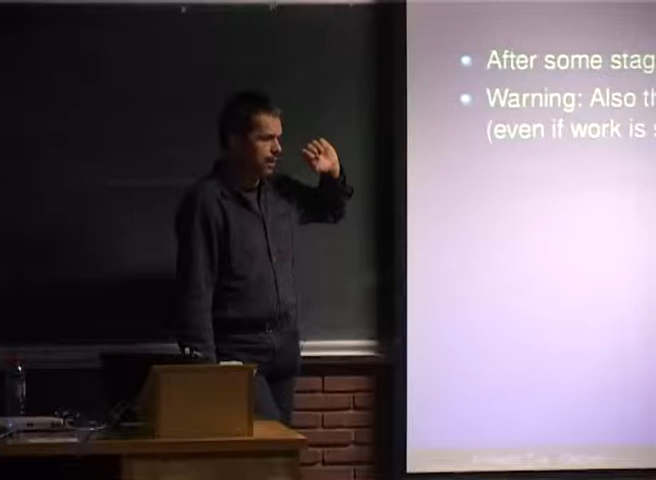 After some stag
Warning: Also th
(even if work is s